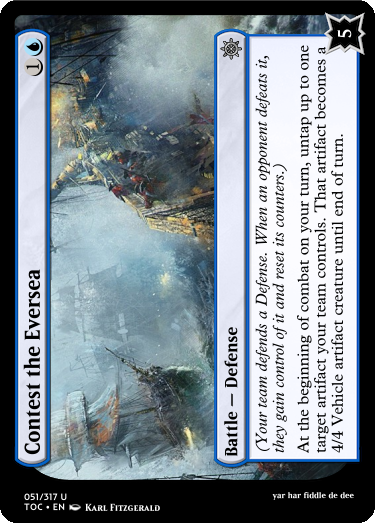 Contest the Eversea
1
Battle — Defense
(Your team defends a Defense. When an opponent defeats it,
they gain control of it and reset its counters.)
At the beginning of combat on your turn, untap up to one
target artifact your team controls. That artifact becomes a
4/4 Vehicle artifact creature until end of turn.
5
051/317 U
TOC • EN Karl Fitzgerald
yar har fiddle de dee